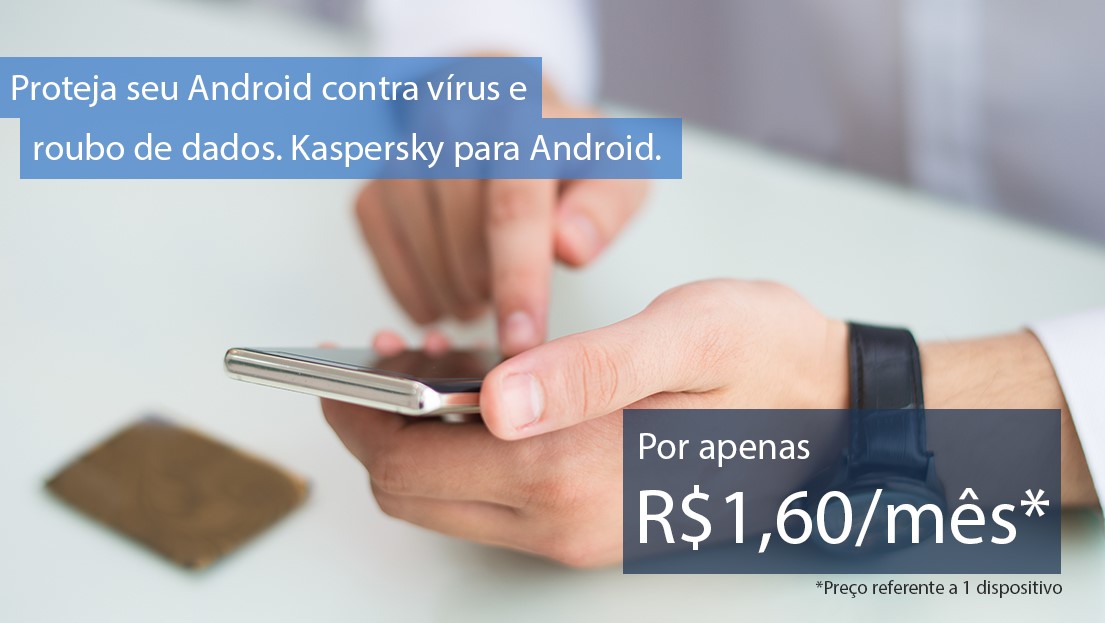 Proteja seu Android contra vírus e
roubo de dados. Kaspersky para Android.
Por apenas
R$1,60/mês*
*Preço referente a 1 dispositivo